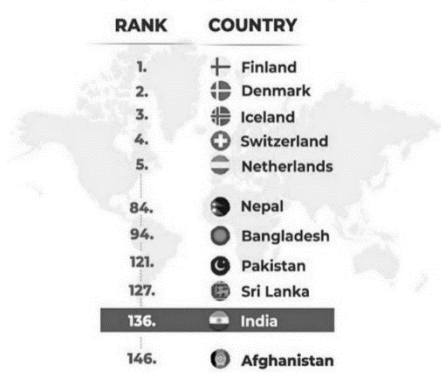 RANK COUNTRY
1. Finland
2. Denmark
3. Iceland
4. Switzerland
5. Netherlands
84. Nepal
94. Bangladesh
121. Pakistan
127. Sri Lanka
136. India
146. Afghanistan